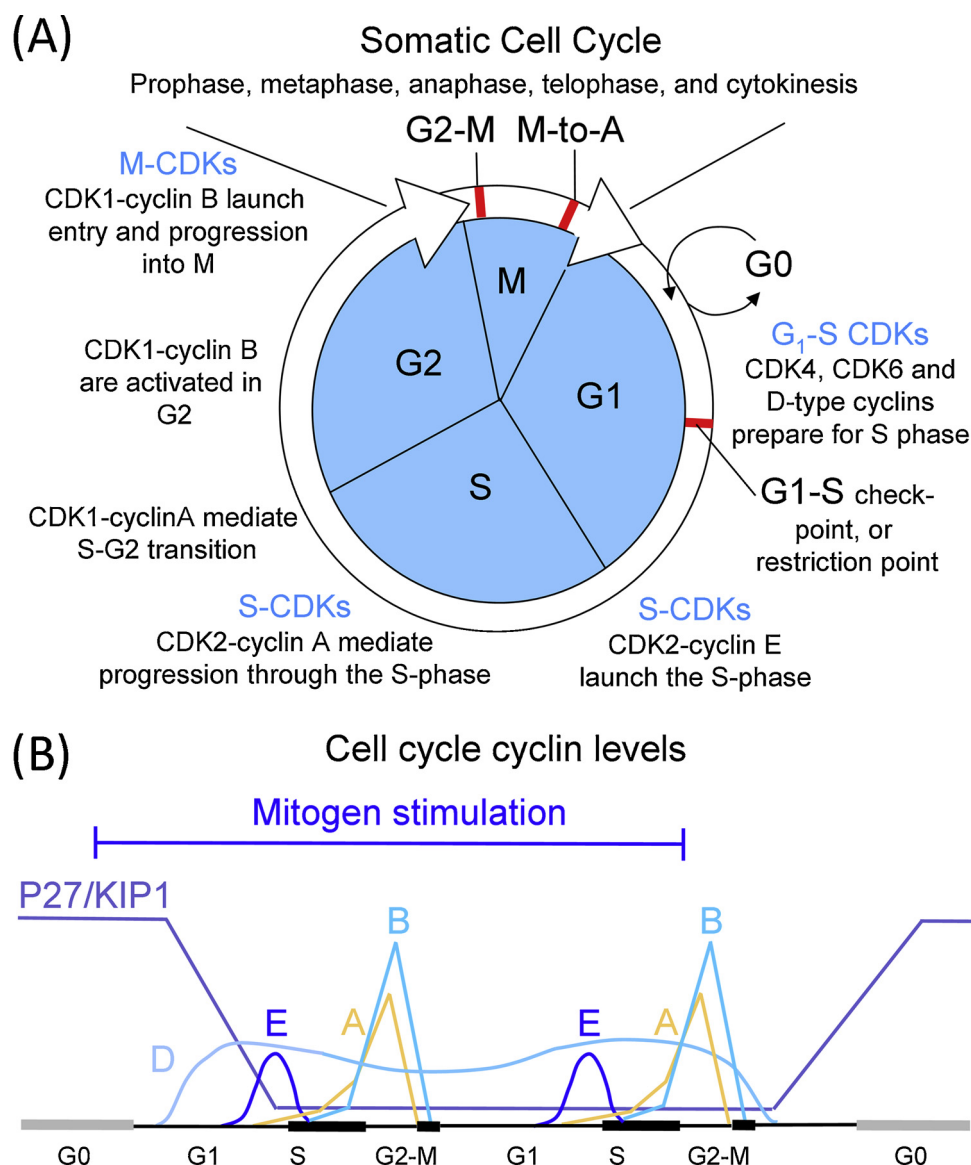 (A)
Somatic Cell Cycle
Prophase, metaphase, anaphase, telophase, and cytokinesis
G2-M M-to-A
M-CDKs
CDK1-cyclin B launch
entry and progression
into M
M
G0
G2
G1
S
CDK1-cyclin B
are activated in
G2
G1-S CDKs
CDK4, CDK6 and
D-type cyclins
prepare for S phase
G1-S check-
point, or
restriction point
CDK1-cyclinA mediate
S-G2 transition
S-CDKs
CDK2-cyclin A mediate
progression through the S-phase
S-CDKs
CDK2-cyclin E
launch the S-phase
(B)
Cell cycle cyclin levels
Mitogen stimulation
P27/KIP1
B B
E A E A
D
G0 G1 S G2-M G1 S G2-M G0